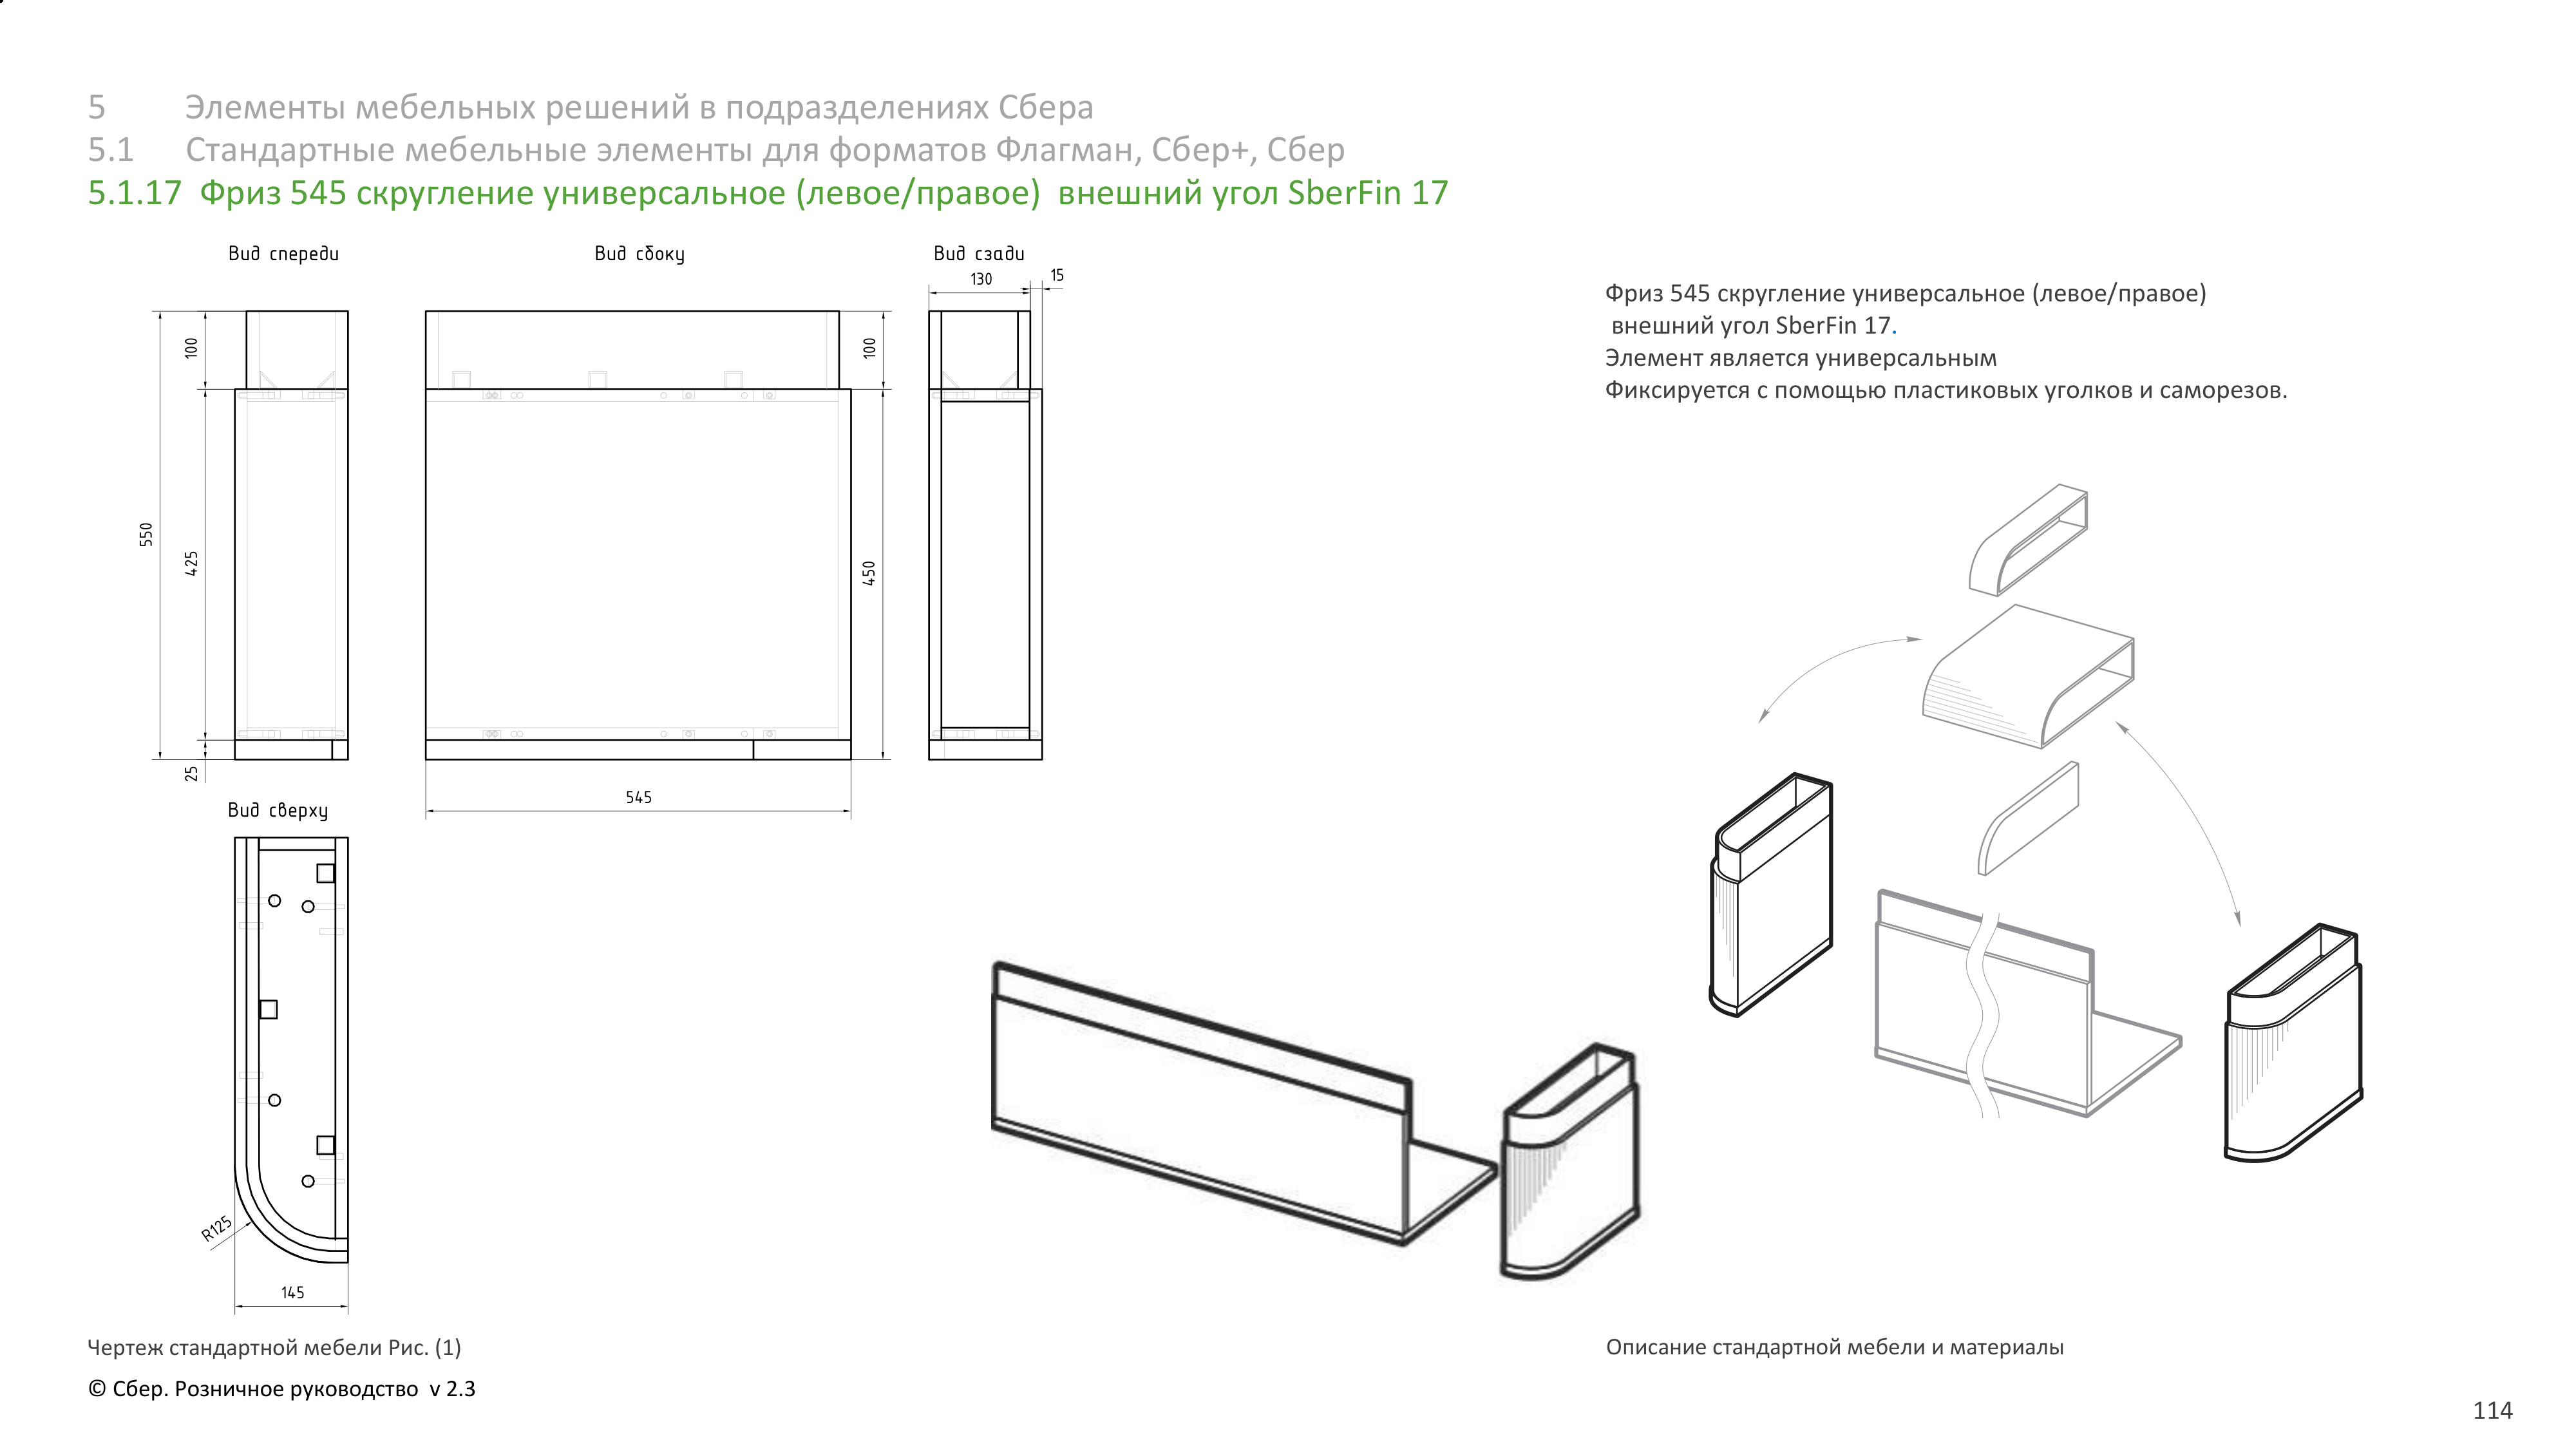 5 Элементы мебельных решений в подразделениях Сбера
5.1 Стандартные мебельные элементы для форматов Флагман, Сбер+, Сбер
5.1.17 Фриз 545 скругление универсальное (левое/правое) внешний угол SberFin 17
Вид спереди
Вид сбоку
Вид сзади
130
15
100
100
550
425
450
25
545
Вид сверху
R125
145
Фриз 545 скругление универсальное (левое/правое)
внешний угол SberFin 17.
Элемент является универсальным
Фиксируется с помощью пластиковых уголков и саморезов.
Чертеж стандартной мебели Рис. (1)
Описание стандартной мебели и материалы
© Сбер. Розничное руководство v 2.3
114